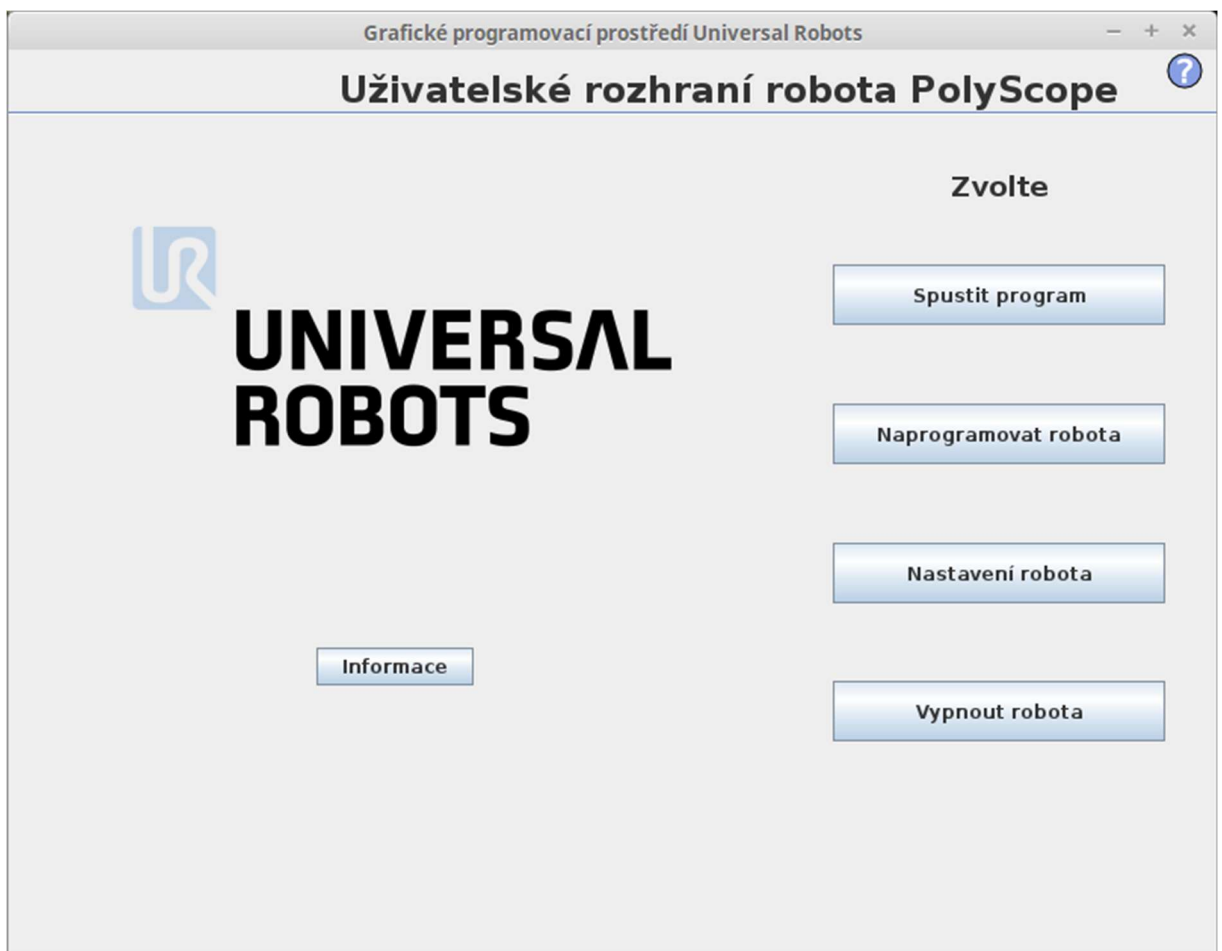 Grafické programovací prostředí Universal Robots
Uživatelské rozhraní robota PolyScope
?
Zvolte
UR
UNIVERSAL
ROBOTS
Spustit program
Naprogramovat robota
Nastavení robota
Informace
Vypnout robota